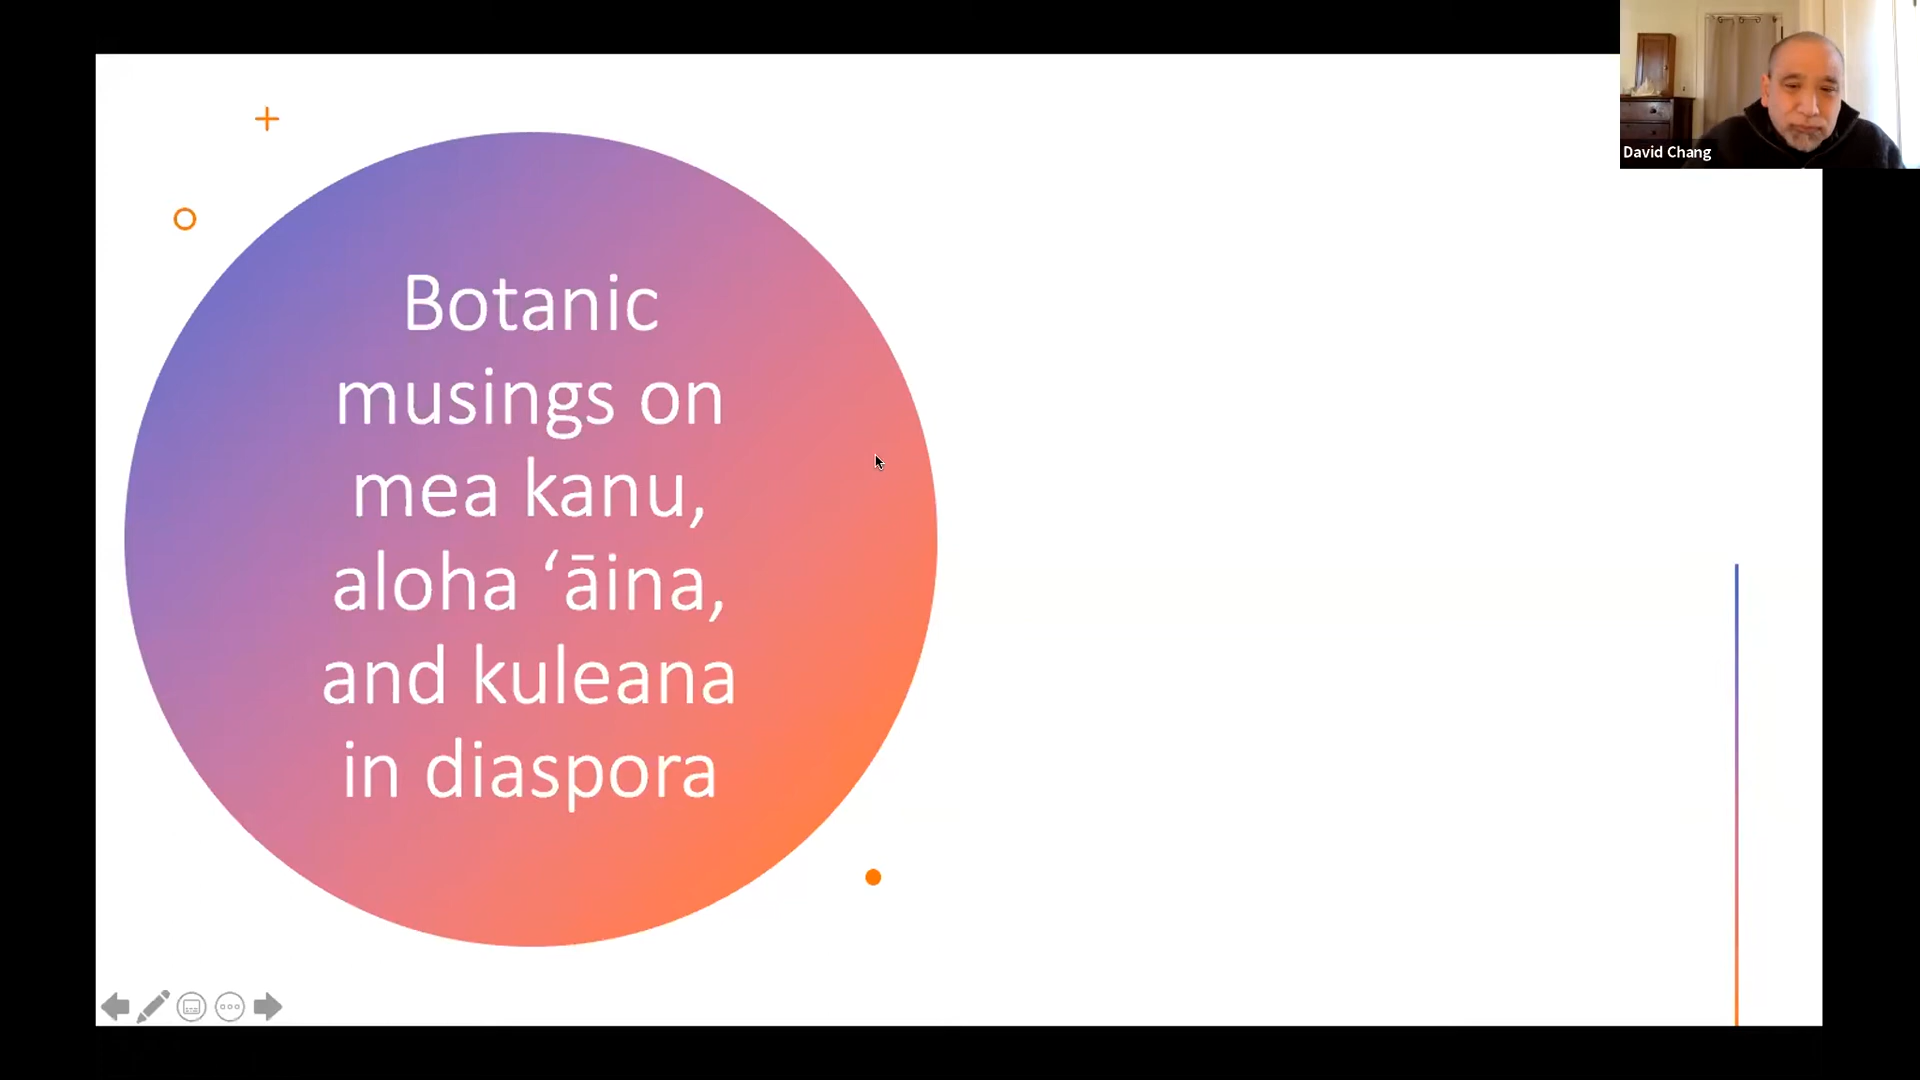 David Chang
Botanic
musings on
mea kanu,
aloha ʻāina,
and kuleana
in diaspora